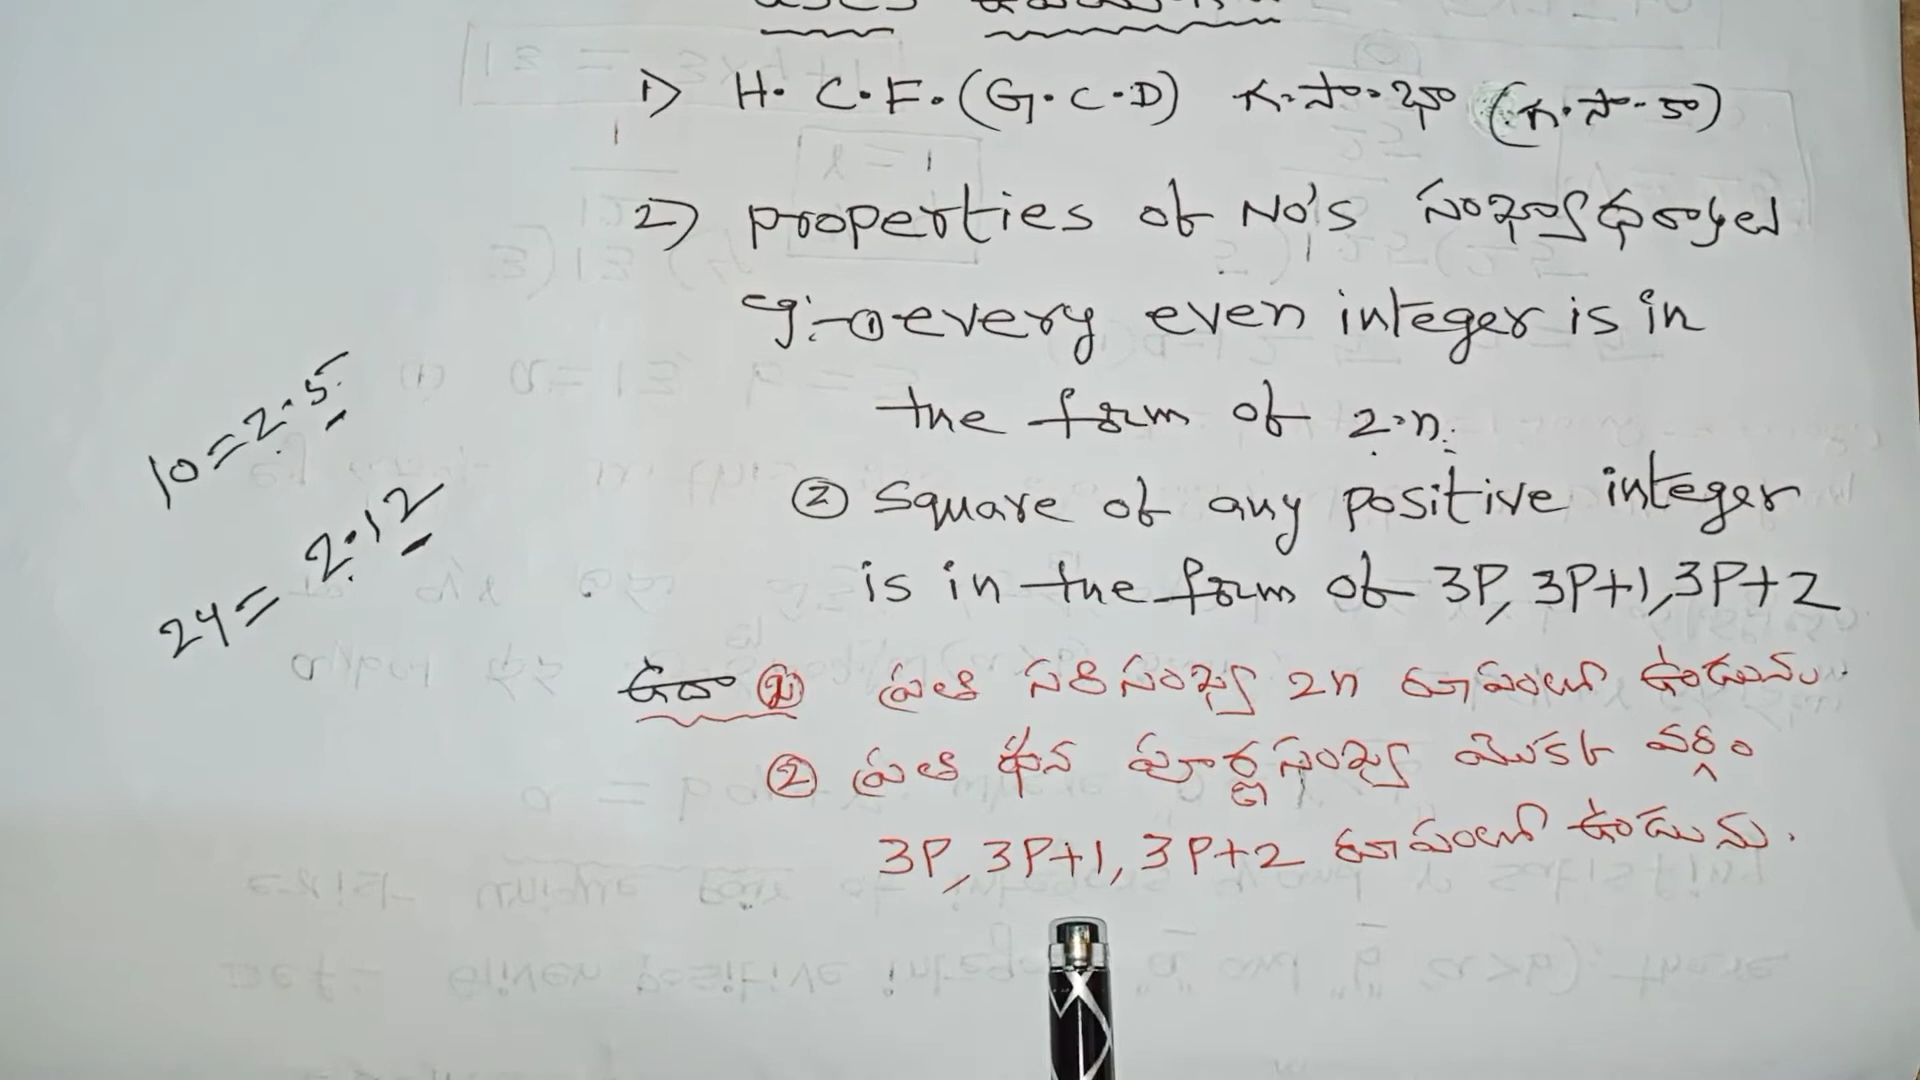 1) H.C.F.(G.C.D) గ.సా.భా (గ.సా.కా)
2) properties of No's సంఖ్యాధర్మాలు
eg:-① every even integer is in
the form of 2·n.
② square of any positive integer
is in the form of 3P, 3P+1, 3P+2
10=2·5
24=2·12
ఉదా ① ప్రతి సరి సంఖ్య 2n రూపంలో ఉండును.
② ప్రతి ధన పూర్ణసంఖ్య యొక్క వర్గం
3P, 3P+1, 3P+2 రూపంలో ఉండును.